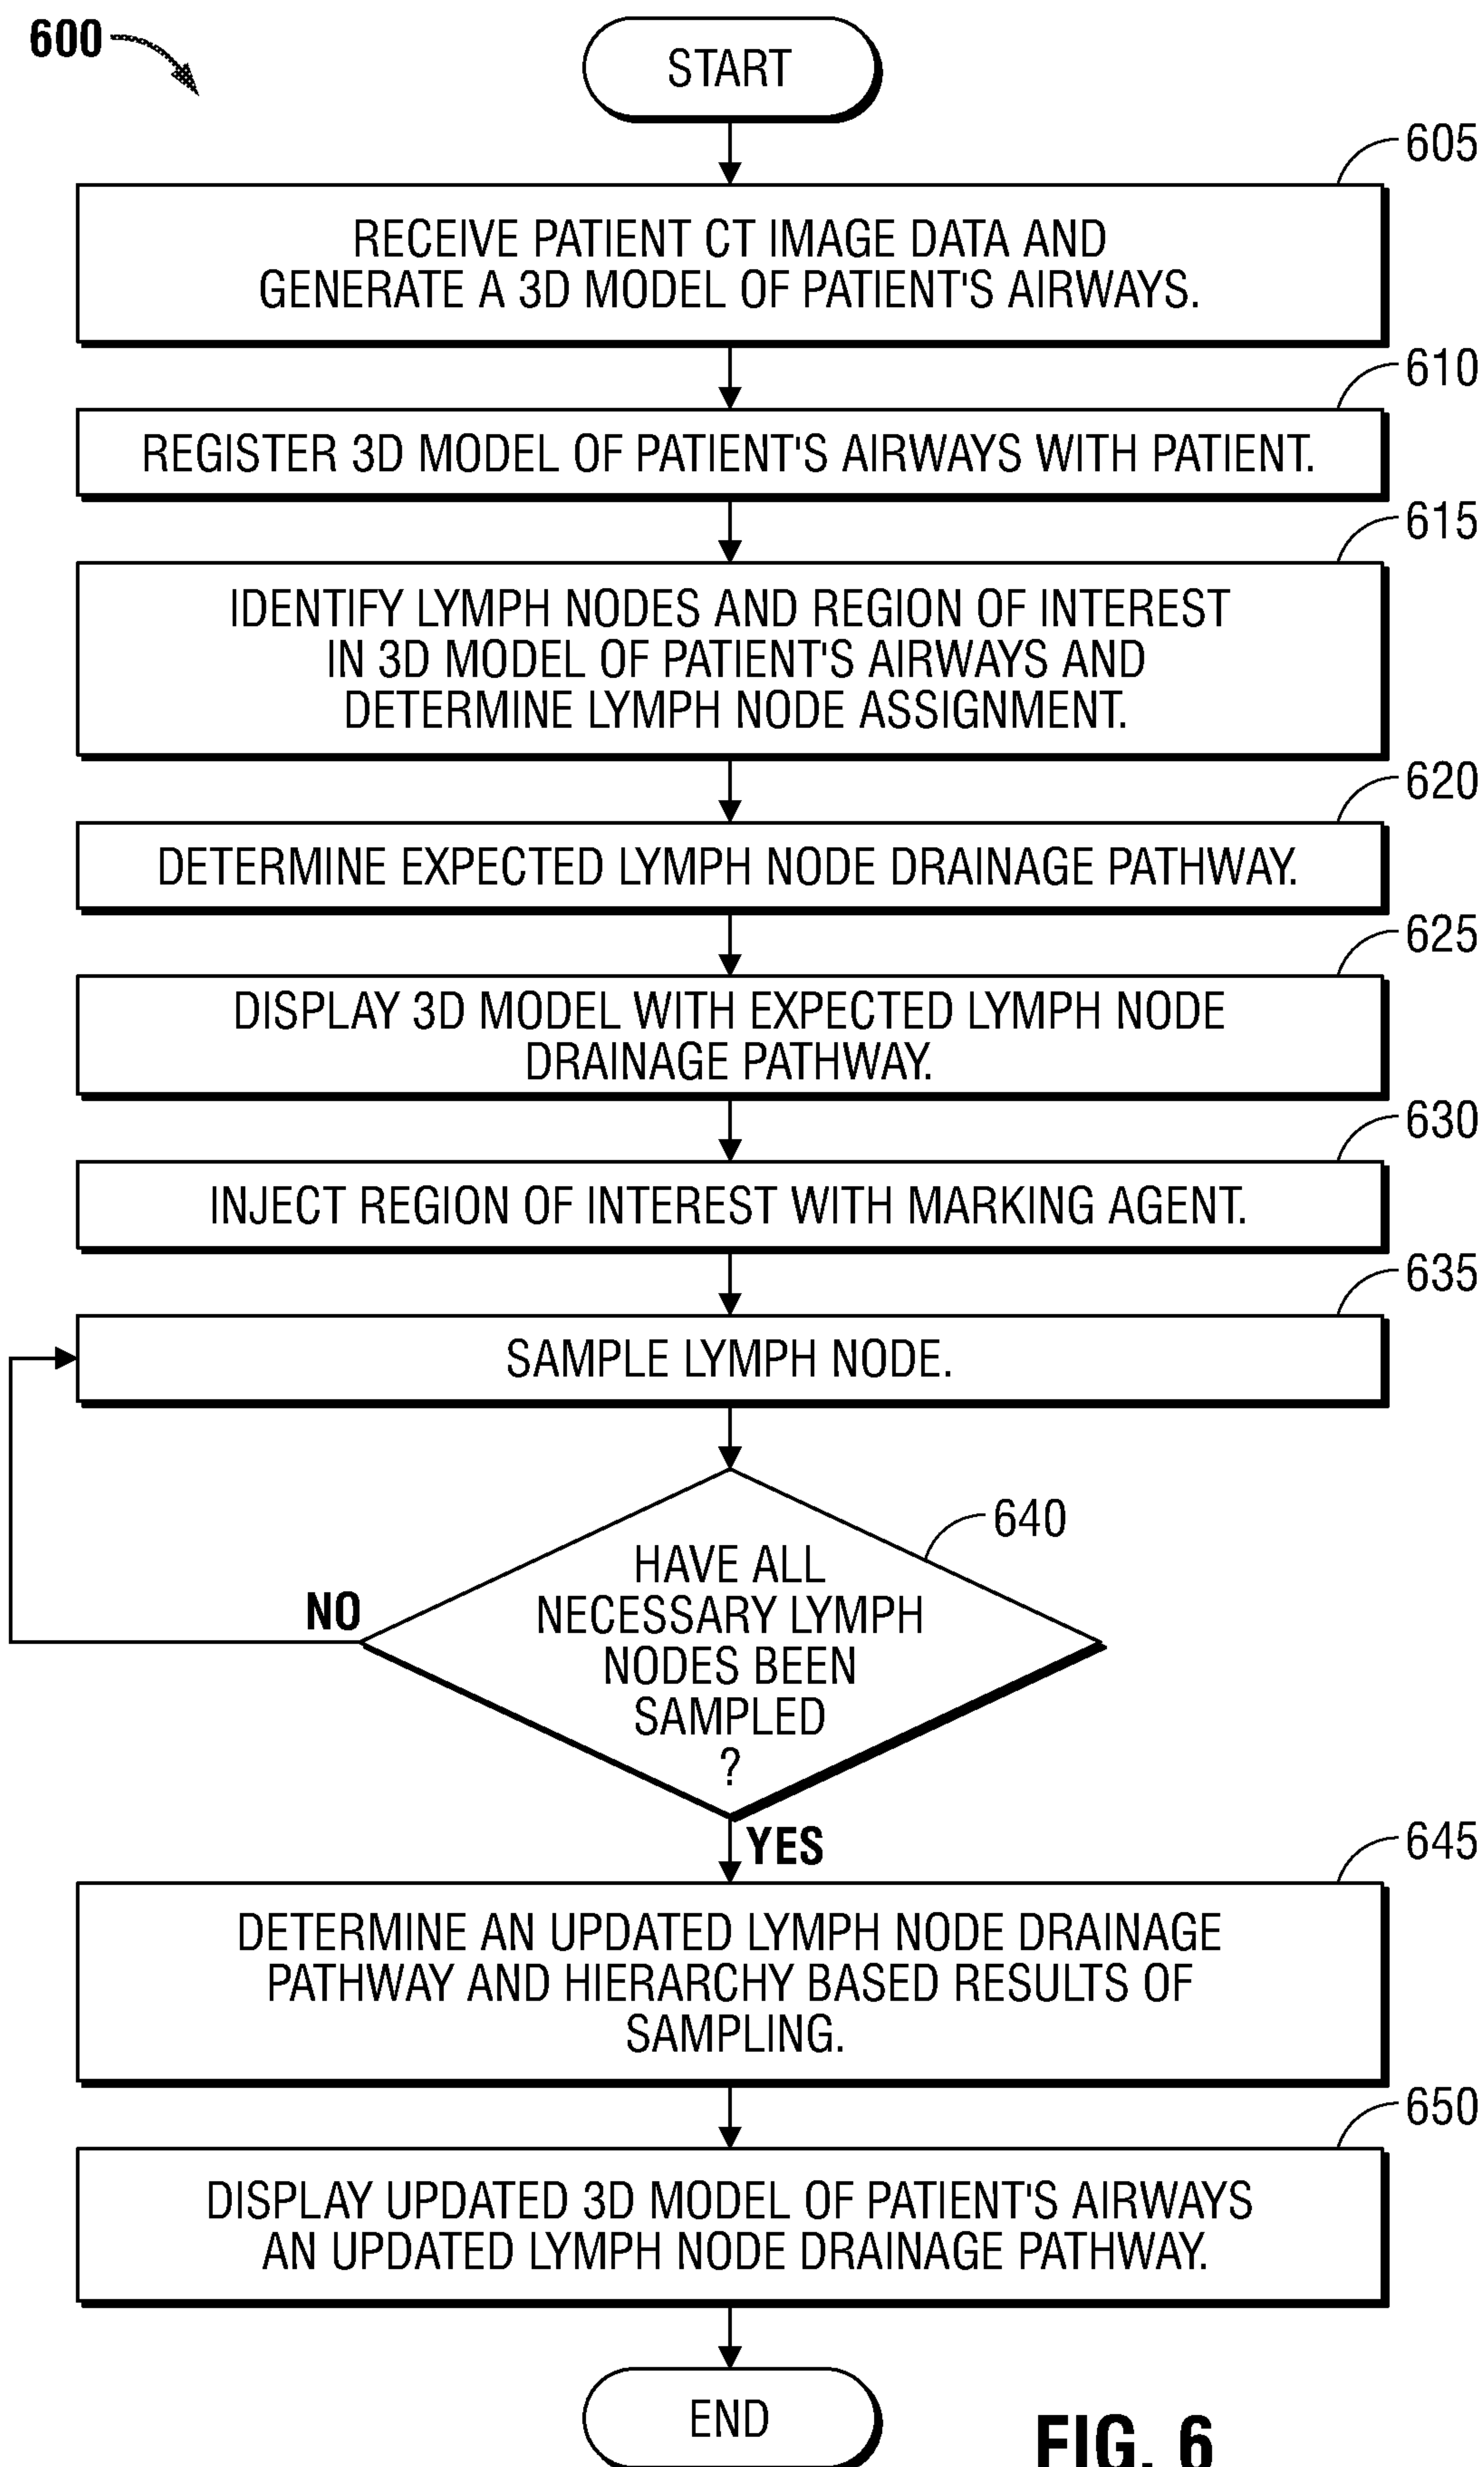 600
START
605
RECEIVE PATIENT CT IMAGE DATA AND
GENERATE A 3D MODEL OF PATIENT'S AIRWAYS.
610
REGISTER 3D MODEL OF PATIENT'S AIRWAYS WITH PATIENT.
615
IDENTIFY LYMPH NODES AND REGION OF INTEREST
IN 3D MODEL OF PATIENT'S AIRWAYS AND
DETERMINE LYMPH NODE ASSIGNMENT.
620
DETERMINE EXPECTED LYMPH NODE DRAINAGE PATHWAY.
625
DISPLAY 3D MODEL WITH EXPECTED LYMPH NODE
DRAINAGE PATHWAY.
630
INJECT REGION OF INTEREST WITH MARKING AGENT.
635
SAMPLE LYMPH NODE.
640
HAVE ALL
NECESSARY LYMPH
NODES BEEN
SAMPLED
?
NO
YES
645
DETERMINE AN UPDATED LYMPH NODE DRAINAGE
PATHWAY AND HIERARCHY BASED RESULTS OF
SAMPLING.
650
DISPLAY UPDATED 3D MODEL OF PATIENT'S AIRWAYS
AN UPDATED LYMPH NODE DRAINAGE PATHWAY.
END
FIG. 6